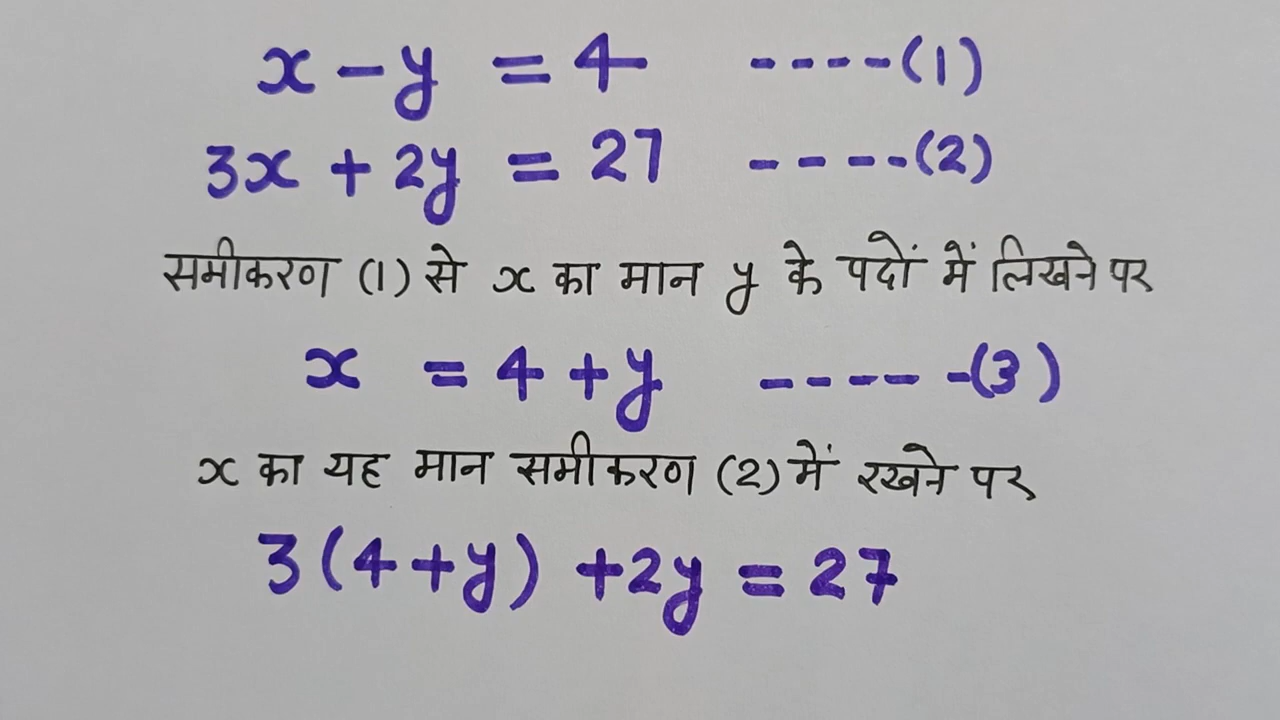 x - y = 4 ----(1)
3x + 2y = 27 ----(2)
समीकरण (1) से x का मान y के पदों में लिखने पर
x = 4 + y -----(3)
x का यह मान समीकरण (2) में रखने पर
3(4+y) +2y = 27